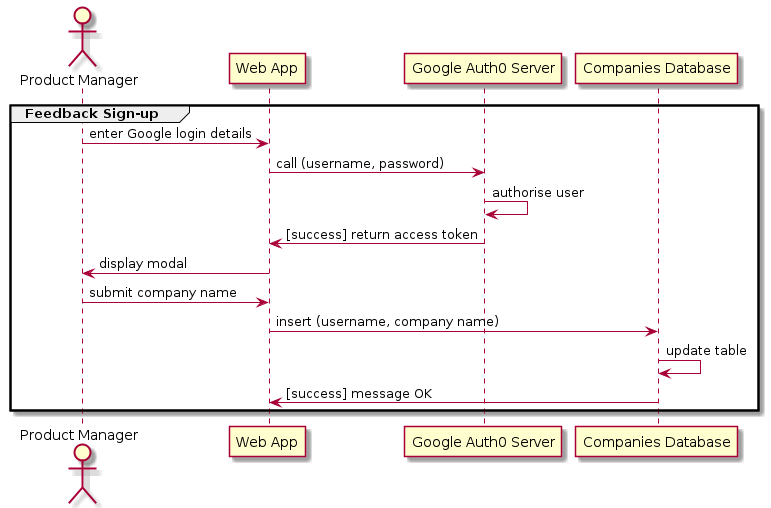 Product Manager
Web App
Google Auth0 Server
Companies Database
Feedback Sign-up
enter Google login details
call (username, password)
authorise user
[success] return access token
display modal
submit company name
insert (username, company name)
update table
[success] message OK
Product Manager
Web App
Google Auth0 Server
Companies Database